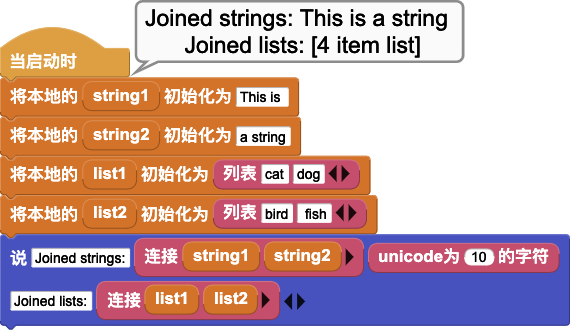 Joined strings: This is a string
Joined lists: [4 item list]
当启动时
将本地的 string1 初始化为 This is
将本地的 string2 初始化为 a string
将本地的 list1 初始化为 列表 cat dog
将本地的 list2 初始化为 列表 bird fish
说 Joined strings: 连接 string1 string2 unicode为 10 的字符
Joined lists: 连接 list1 list2